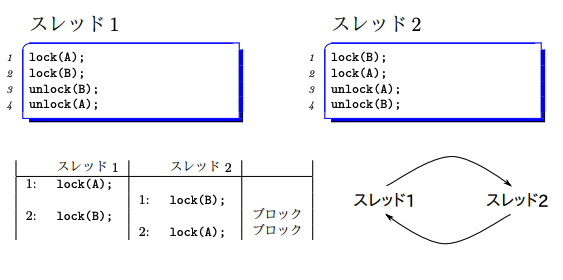 スレッド 1
1 lock(A);
2 lock(B);
3 unlock(B);
4 unlock(A);
スレッド 2
1 lock(B);
2 lock(A);
3 unlock(A);
4 unlock(B);
スレッド 1 スレッド 2
1: lock(A);
1: lock(B);
2: lock(B); ブロック
2: lock(A); ブロック
スレッド1 スレッド2